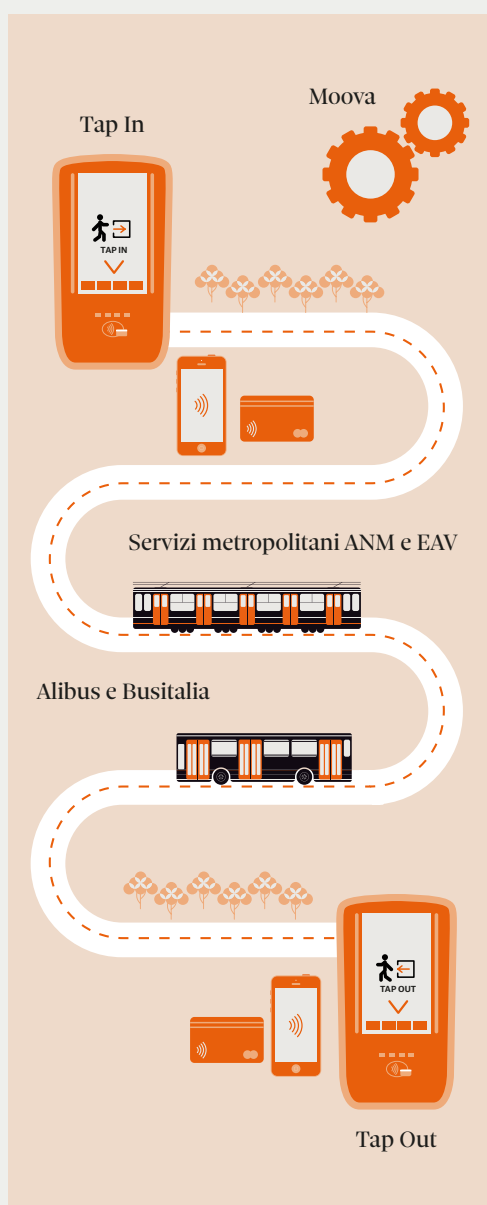 Moova
Tap In
TAP IN
Servizi metropolitani ANM e EAV
Alibus e Busitalia
TAP OUT
Tap Out